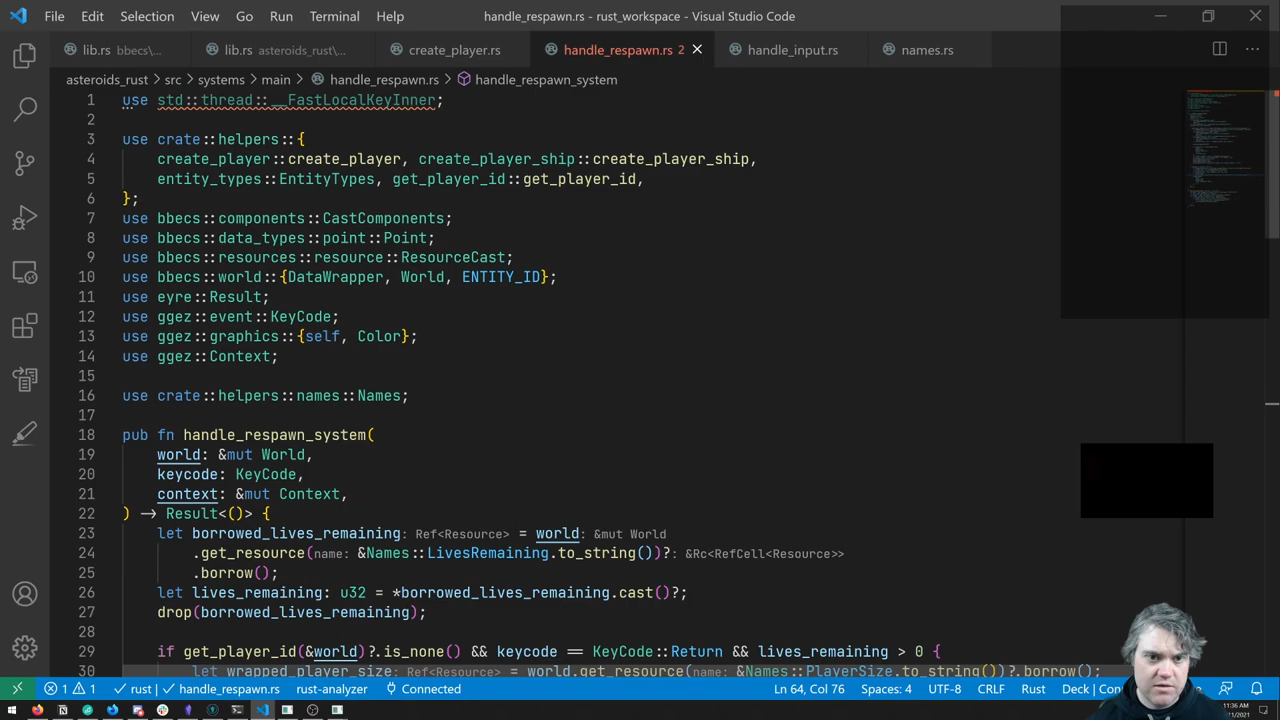 File Edit Selection View Go Run Terminal Help handle_respawn.rs - rust_workspace - Visual Studio Code
lib.rs bbecs\... lib.rs asteroids_rust\... create_player.rs handle_respawn.rs 2 handle_input.rs names.rs
asteroids_rust > src > systems > main > handle_respawn.rs > handle_respawn_system
1 use std::thread::__FastLocalKeyInner;
2
3 use crate::helpers::{
4 create_player::create_player, create_player_ship::create_player_ship,
5 entity_types::EntityTypes, get_player_id::get_player_id,
6 };
7 use bbecs::components::CastComponents;
8 use bbecs::data_types::point::Point;
9 use bbecs::resources::resource::ResourceCast;
10 use bbecs::world::{DataWrapper, World, ENTITY_ID};
11 use eyre::Result;
12 use ggez::event::KeyCode;
13 use ggez::graphics::{self, Color};
14 use ggez::Context;
15
16 use crate::helpers::names::Names;
17
18 pub fn handle_respawn_system(
19 world: &mut World,
20 keycode: KeyCode,
21 context: &mut Context,
22 ) -> Result<()> {
23 let borrowed_lives_remaining: Ref<Resource> = world: &mut World
24 .get_resource(name: &Names::LivesRemaining.to_string())?: &Rc<RefCell<Resource>>
25 .borrow();
26 let lives_remaining: u32 = *borrowed_lives_remaining.cast()?;
27 drop(borrowed_lives_remaining);
28
29 if get_player_id(&world)?.is_none() && keycode == KeyCode::Return && lives_remaining > 0 {
30 let wrapped_player_size: Ref<Resource> = world.get_resource(name: &Names::PlayerSize.to_string())?.borrow();
1 1 rust handle_respawn.rs rust-analyzer Connected Ln 64, Col 76 Spaces: 4 UTF-8 CRLF Rust Deck | Con
11:36 AM